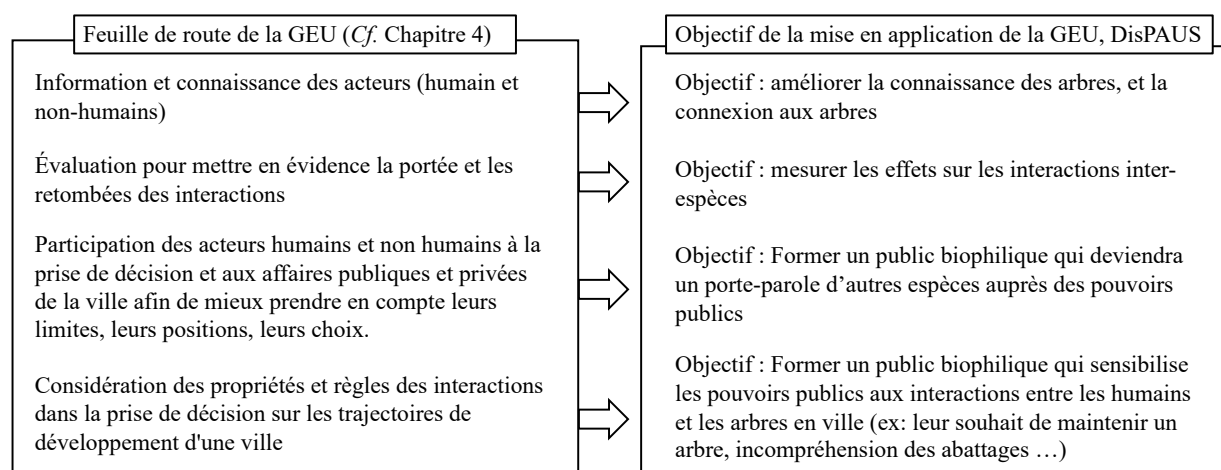 Feuille de route de la GEU (Cf. Chapitre 4)
Information et connaissance des acteurs (humain et
non-humains)
Évaluation pour mettre en évidence la portée et les
retombées des interactions
Participation des acteurs humains et non humains à la
prise de décision et aux affaires publiques et privées
de la ville afin de mieux prendre en compte leurs
limites, leurs positions, leurs choix.
Considération des propriétés et règles des interactions
dans la prise de décision sur les trajectoires de
développement d'une ville
Objectif de la mise en application de la GEU, DisPAUS
Objectif : améliorer la connaissance des arbres, et la
connexion aux arbres
Objectif : mesurer les effets sur les interactions inter-
espèces
Objectif : Former un public biophilique qui deviendra
un porte-parole d’autres espèces auprès des pouvoirs
publics
Objectif : Former un public biophilique qui sensibilise
les pouvoirs publics aux interactions entre les humains
et les arbres en ville (ex: leur souhait de maintenir un
arbre, incompréhension des abattages …)